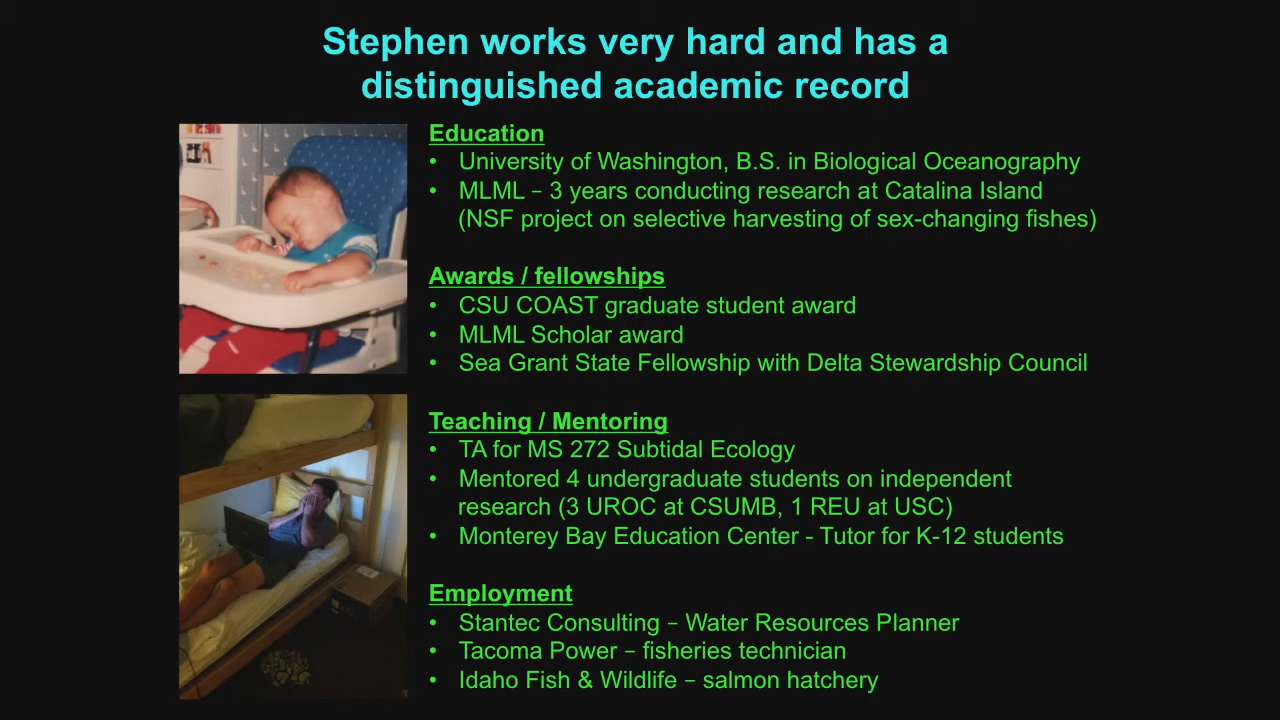 Stephen works very hard and has a
distinguished academic record
Education
• University of Washington, B.S. in Biological Oceanography
• MLML – 3 years conducting research at Catalina Island
(NSF project on selective harvesting of sex-changing fishes)
Awards / fellowships
• CSU COAST graduate student award
• MLML Scholar award
• Sea Grant State Fellowship with Delta Stewardship Council
Teaching / Mentoring
• TA for MS 272 Subtidal Ecology
• Mentored 4 undergraduate students on independent
research (3 UROC at CSUMB, 1 REU at USC)
• Monterey Bay Education Center - Tutor for K-12 students
Employment
• Stantec Consulting – Water Resources Planner
• Tacoma Power – fisheries technician
• Idaho Fish & Wildlife – salmon hatchery